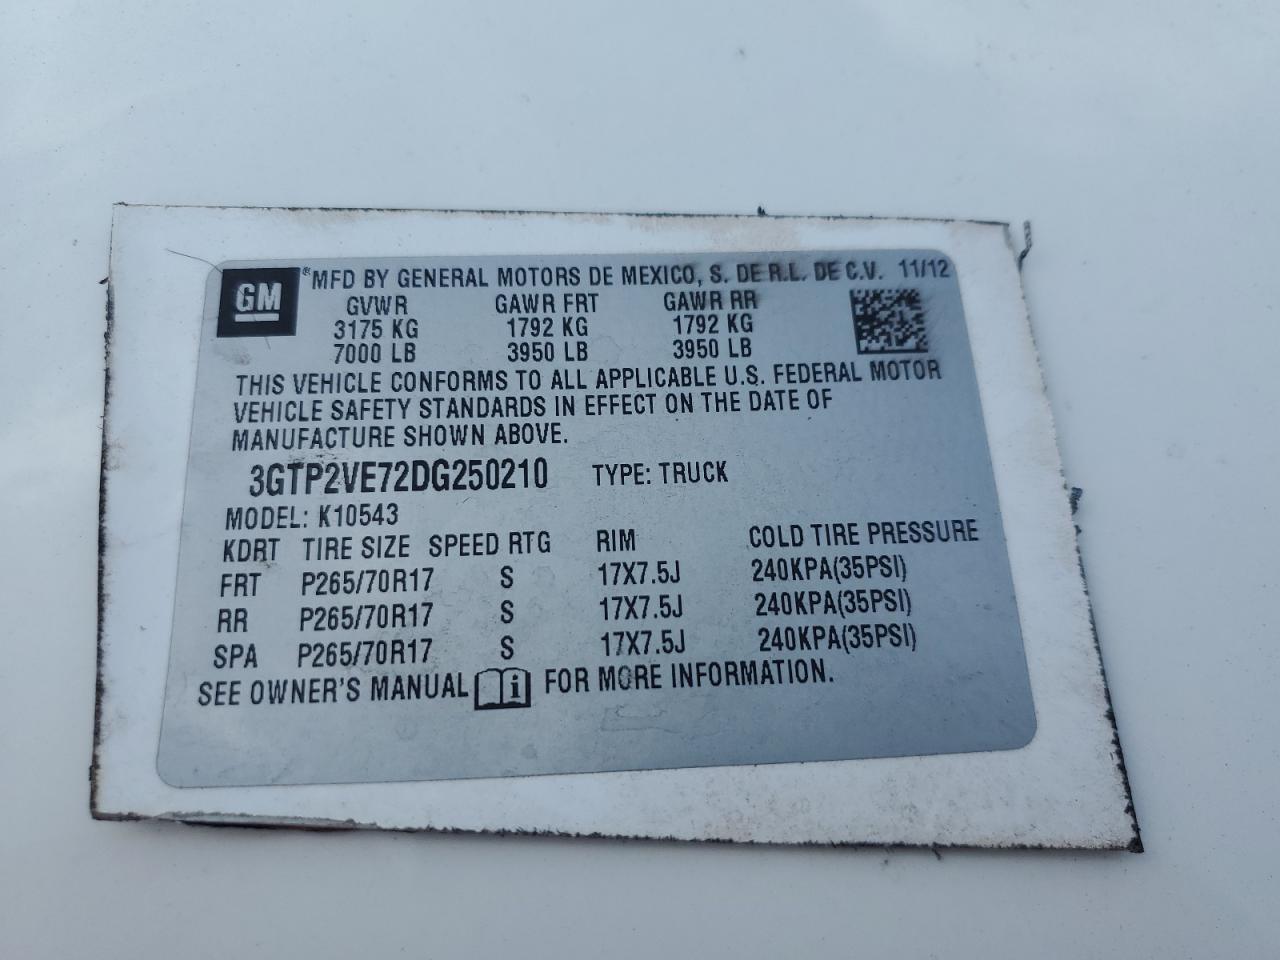 GM ® MFD BY GENERAL MOTORS DE MEXICO, S. DE R.L. DE C.V. 11/12
GVWR GAWR FRT GAWR RR
3175 KG 1792 KG 1792 KG
7000 LB 3950 LB 3950 LB
THIS VEHICLE CONFORMS TO ALL APPLICABLE U.S. FEDERAL MOTOR
VEHICLE SAFETY STANDARDS IN EFFECT ON THE DATE OF
MANUFACTURE SHOWN ABOVE.
3GTP2VE72DG250210 TYPE: TRUCK
MODEL: K10543
KDRT TIRE SIZE SPEED RTG RIM COLD TIRE PRESSURE
FRT P265/70R17 S 17X7.5J 240KPA(35PSI)
RR P265/70R17 S 17X7.5J 240KPA(35PSI)
SPA P265/70R17 S 17X7.5J 240KPA(35PSI)
SEE OWNER'S MANUAL i FOR MORE INFORMATION.